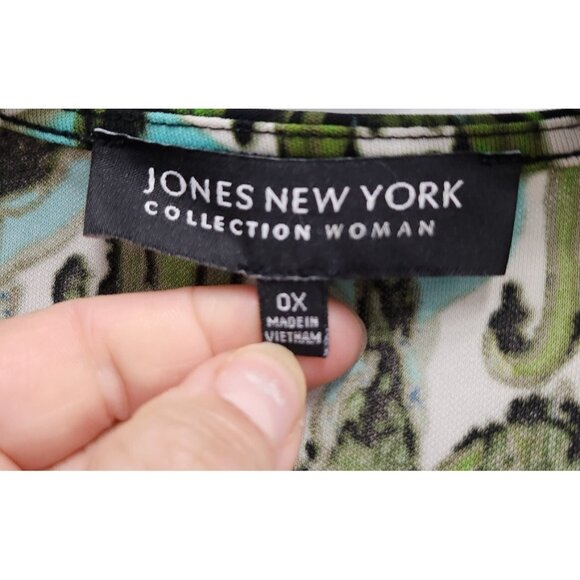 JONES NEW YORK
COLLECTION WOMAN
0X
MADE IN
VIETNAM